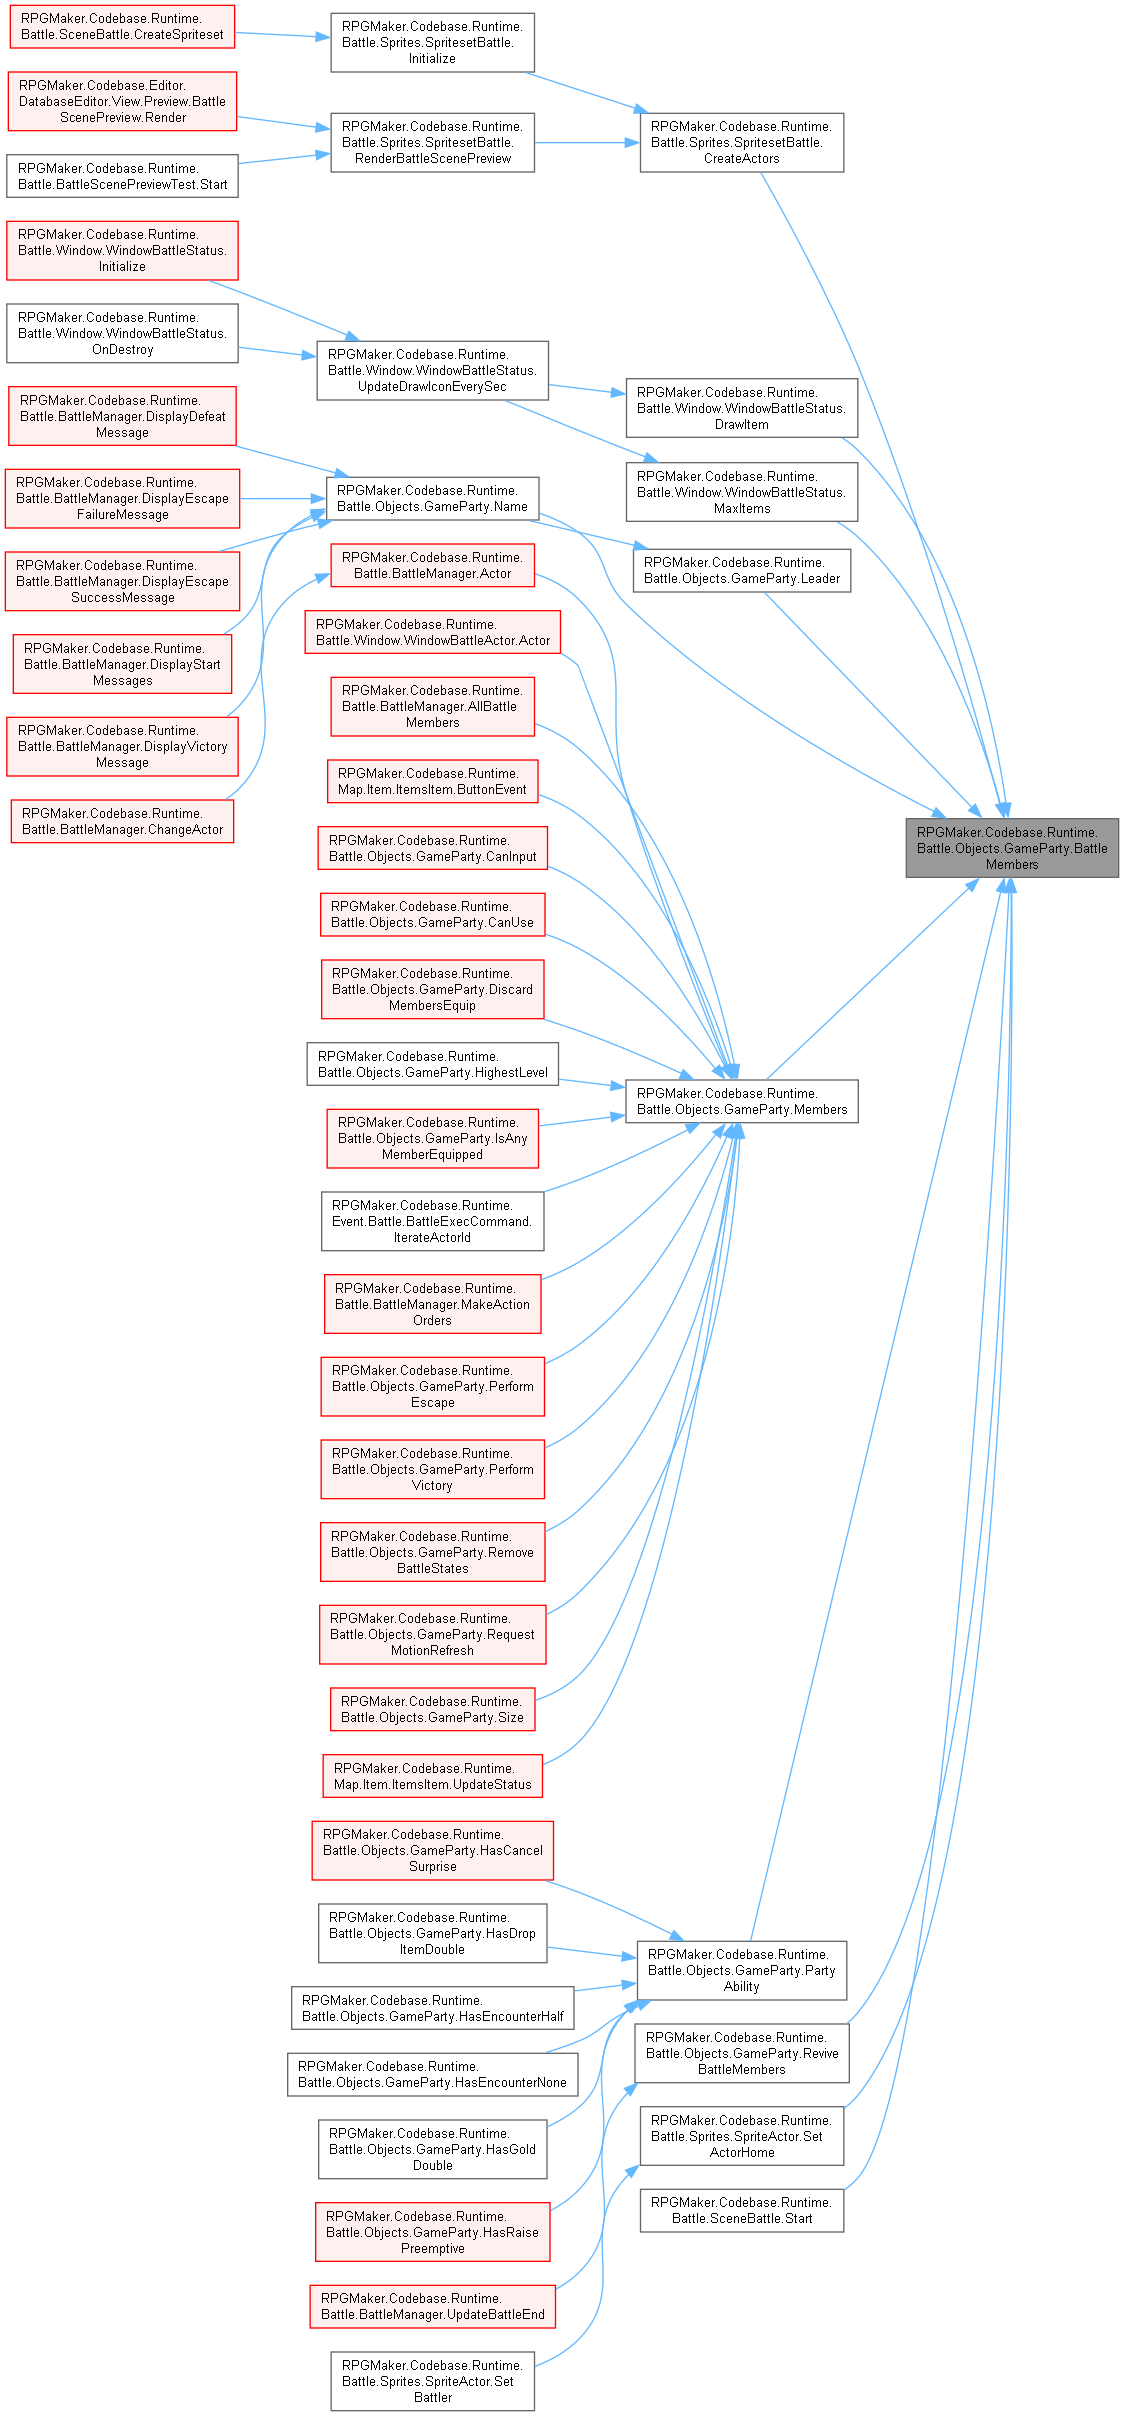 RPGMaker.Codebase.Runtime.
Battle.SceneBattle.CreateSpriteset
RPGMaker.Codebase.Editor.
DatabaseEditor.View.Preview.Battle
ScenePreview.Render
RPGMaker.Codebase.Runtime.
Battle.BattleScenePreviewTest.Start
RPGMaker.Codebase.Runtime.
Battle.Window.WindowBattleStatus.
Initialize
RPGMaker.Codebase.Runtime.
Battle.Window.WindowBattleStatus.
OnDestroy
RPGMaker.Codebase.Runtime.
Battle.BattleManager.DisplayDefeat
Message
RPGMaker.Codebase.Runtime.
Battle.BattleManager.DisplayEscape
FailureMessage
RPGMaker.Codebase.Runtime.
Battle.BattleManager.DisplayEscape
SuccessMessage
RPGMaker.Codebase.Runtime.
Battle.BattleManager.DisplayStart
Messages
RPGMaker.Codebase.Runtime.
Battle.BattleManager.DisplayVictory
Message
RPGMaker.Codebase.Runtime.
Battle.BattleManager.ChangeActor
RPGMaker.Codebase.Runtime.
Battle.Sprites.SpritesetBattle.
Initialize
RPGMaker.Codebase.Runtime.
Battle.Sprites.SpritesetBattle.
RenderBattleScenePreview
RPGMaker.Codebase.Runtime.
Battle.Window.WindowBattleStatus.
UpdateDrawIconEverySec
RPGMaker.Codebase.Runtime.
Battle.Objects.GameParty.Name
RPGMaker.Codebase.Runtime.
Battle.BattleManager.Actor
RPGMaker.Codebase.Runtime.
Battle.Window.WindowBattleActor.Actor
RPGMaker.Codebase.Runtime.
Battle.BattleManager.AllBattle
Members
RPGMaker.Codebase.Runtime.
Map.Item.ItemsItem.ButtonEvent
RPGMaker.Codebase.Runtime.
Battle.Objects.GameParty.CanInput
RPGMaker.Codebase.Runtime.
Battle.Objects.GameParty.CanUse
RPGMaker.Codebase.Runtime.
Battle.Objects.GameParty.Discard
MembersEquip
RPGMaker.Codebase.Runtime.
Battle.Objects.GameParty.HighestLevel
RPGMaker.Codebase.Runtime.
Battle.Objects.GameParty.IsAny
MemberEquipped
RPGMaker.Codebase.Runtime.
Event.Battle.BattleExecCommand.
IterateActorId
RPGMaker.Codebase.Runtime.
Battle.BattleManager.MakeAction
Orders
RPGMaker.Codebase.Runtime.
Battle.Objects.GameParty.Perform
Escape
RPGMaker.Codebase.Runtime.
Battle.Objects.GameParty.Perform
Victory
RPGMaker.Codebase.Runtime.
Battle.Objects.GameParty.Remove
BattleStates
RPGMaker.Codebase.Runtime.
Battle.Objects.GameParty.Request
MotionRefresh
RPGMaker.Codebase.Runtime.
Battle.Objects.GameParty.Size
RPGMaker.Codebase.Runtime.
Map.Item.ItemsItem.UpdateStatus
RPGMaker.Codebase.Runtime.
Battle.Objects.GameParty.HasCancel
Surprise
RPGMaker.Codebase.Runtime.
Battle.Objects.GameParty.HasDrop
ItemDouble
RPGMaker.Codebase.Runtime.
Battle.Objects.GameParty.HasEncounterHalf
RPGMaker.Codebase.Runtime.
Battle.Objects.GameParty.HasEncounterNone
RPGMaker.Codebase.Runtime.
Battle.Objects.GameParty.HasGold
Double
RPGMaker.Codebase.Runtime.
Battle.Objects.GameParty.HasRaise
Preemptive
RPGMaker.Codebase.Runtime.
Battle.BattleManager.UpdateBattleEnd
RPGMaker.Codebase.Runtime.
Battle.Sprites.SpriteActor.Set
Battler
RPGMaker.Codebase.Runtime.
Battle.Sprites.SpritesetBattle.
CreateActors
RPGMaker.Codebase.Runtime.
Battle.Window.WindowBattleStatus.
DrawItem
RPGMaker.Codebase.Runtime.
Battle.Window.WindowBattleStatus.
MaxItems
RPGMaker.Codebase.Runtime.
Battle.Objects.GameParty.Leader
RPGMaker.Codebase.Runtime.
Battle.Objects.GameParty.Members
RPGMaker.Codebase.Runtime.
Battle.Objects.GameParty.Party
Ability
RPGMaker.Codebase.Runtime.
Battle.Objects.GameParty.Revive
BattleMembers
RPGMaker.Codebase.Runtime.
Battle.Sprites.SpriteActor.Set
ActorHome
RPGMaker.Codebase.Runtime.
Battle.SceneBattle.Start
RPGMaker.Codebase.Runtime.
Battle.Objects.GameParty.Battle
Members